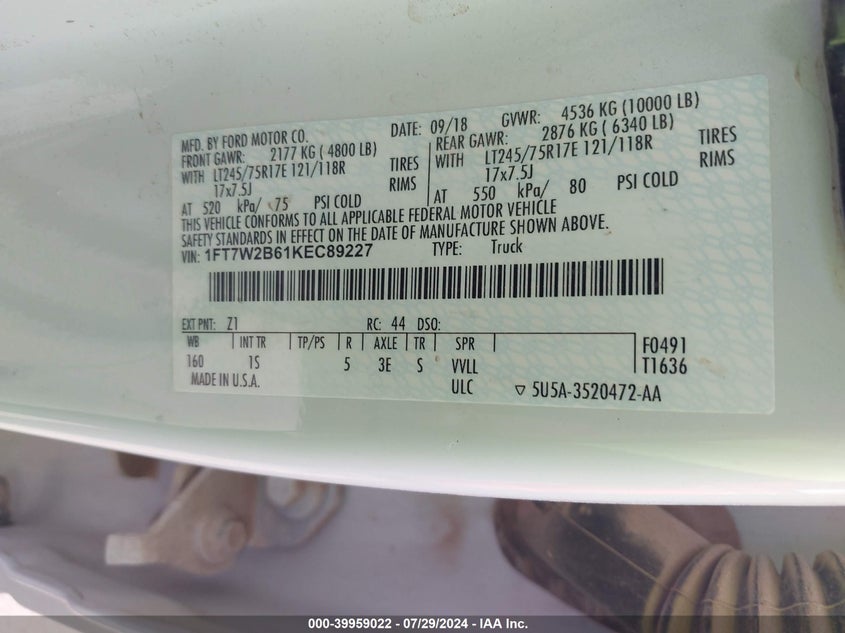 MFD. BY FORD MOTOR CO. DATE: 09/18 GVWR: 4536 KG (10000 LB)
FRONT GAWR: 2177 KG ( 4800 LB) REAR GAWR: 2876 KG ( 6340 LB)
WITH LT245/75R17E 121/118R TIRES WITH LT245/75R17E 121/118R TIRES
17x7.5J RIMS 17x7.5J RIMS
AT 520 kPa/ 75 PSI COLD AT 550 kPa/ 80 PSI COLD
THIS VEHICLE CONFORMS TO ALL APPLICABLE FEDERAL MOTOR VEHICLE
SAFETY STANDARDS IN EFFECT ON THE DATE OF MANUFACTURE SHOWN ABOVE.
VIN: 1FT7W2B61KEC89227 TYPE: Truck
EXT PNT: Z1 RC: 44 DSO:
WB INT TR TP/PS R AXLE TR SPR F0491
160 1S 5 3E S VVLL T1636
MADE IN U.S.A. ULC ▽ 5U5A-3520472-AA
000-39959022 - 07/29/2024 - IAA Inc.